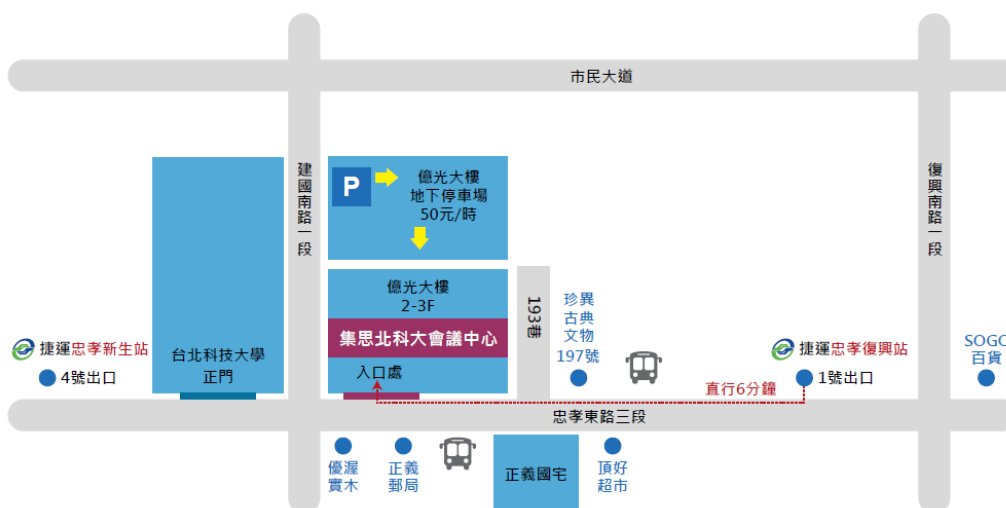 市民大道
建國南路一段
復興南路一段
P
億光大樓
地下停車場
50元/時
億光大樓
2-3F
集思北科大會議中心
入口處
193巷
珍異
古典
文物
197號
捷運忠孝新生站
4號出口
台北科技大學
正門
捷運忠孝復興站
1號出口
SOGO
百貨
直行6分鐘
忠孝東路三段
優渥
實木
正義
郵局
正義國宅
頂好
超市